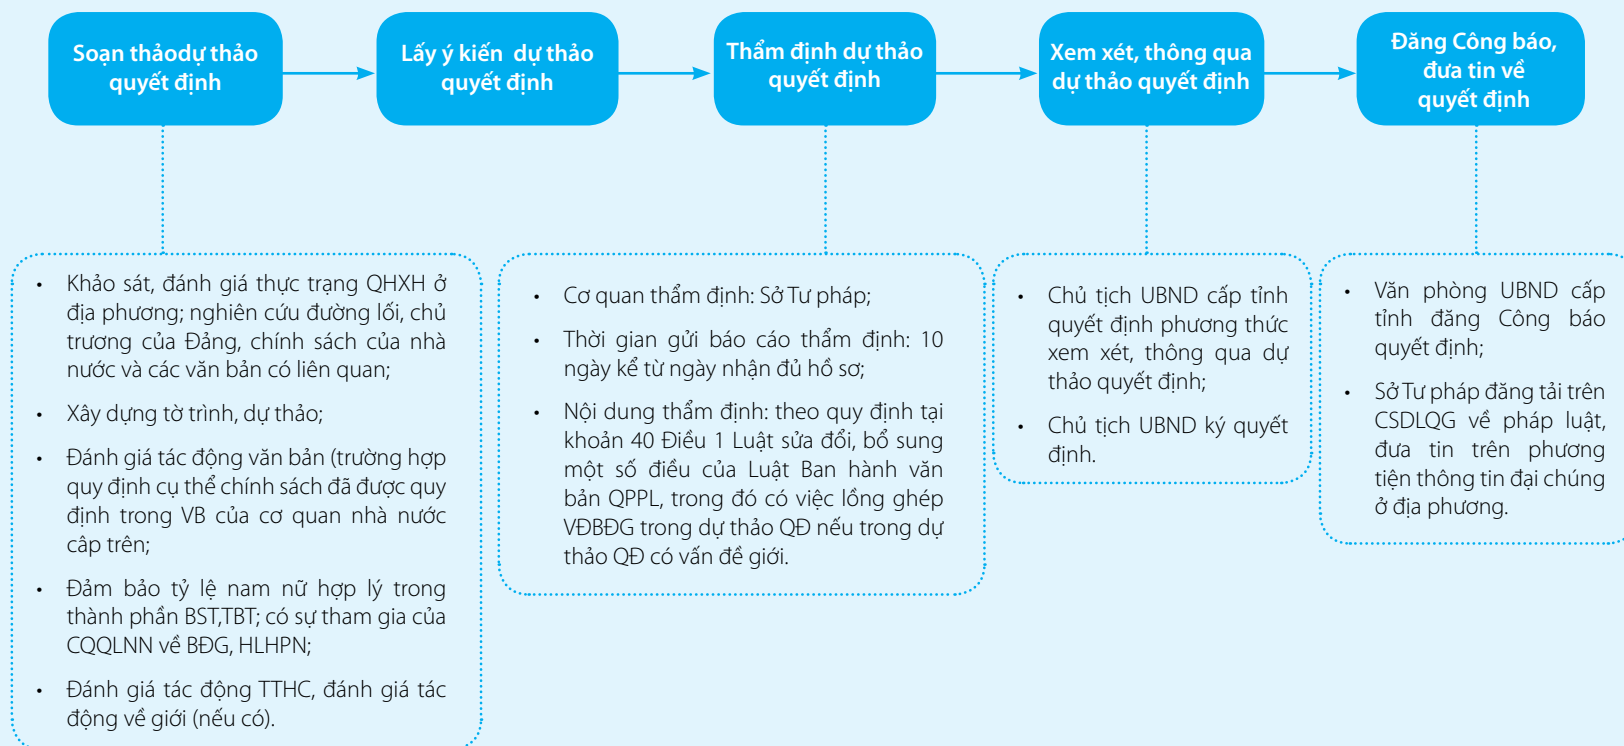 Soạn thảodự thảo
quyết định
Lấy ý kiến dự thảo
quyết định
Thẩm định dự thảo
quyết định
Xem xét, thông qua
dự thảo quyết định
Đăng Công báo,
đưa tin về
quyết định
• Khảo sát, đánh giá thực trạng QHXH ở
địa phương; nghiên cứu đường lối, chủ
trương của Đảng, chính sách của nhà
nước và các văn bản có liên quan;
• Xây dựng tờ trình, dự thảo;
• Đánh giá tác động văn bản (trường hợp
quy định cụ thể chính sách đã được quy
định trong VB của cơ quan nhà nước
câp trên;
• Đảm bảo tỷ lệ nam nữ hợp lý trong
thành phần BST,TBT; có sự tham gia của
CQQLNN về BĐG, HLHPN;
• Đánh giá tác động TTHC, đánh giá tác
động về giới (nếu có).
• Cơ quan thẩm định: Sở Tư pháp;
• Thời gian gửi báo cáo thẩm định: 10
ngày kể từ ngày nhận đủ hồ sơ;
• Nội dung thẩm định: theo quy định tại
khoản 40 Điều 1 Luật sửa đổi, bổ sung
một số điều của Luật Ban hành văn
bản QPPL, trong đó có việc lồng ghép
VĐBĐG trong dự thảo QĐ nếu trong dự
thảo QĐ có vấn đề giới.
• Chủ tịch UBND cấp tỉnh
quyết định phương thức
xem xét, thông qua dự
thảo quyết định;
• Chủ tịch UBND ký quyết
định.
• Văn phòng UBND cấp
tỉnh đăng Công báo
quyết định;
• Sở Tư pháp đăng tải trên
CSDLQG về pháp luật,
đưa tin trên phương
tiện thông tin đại chúng
ở địa phương.